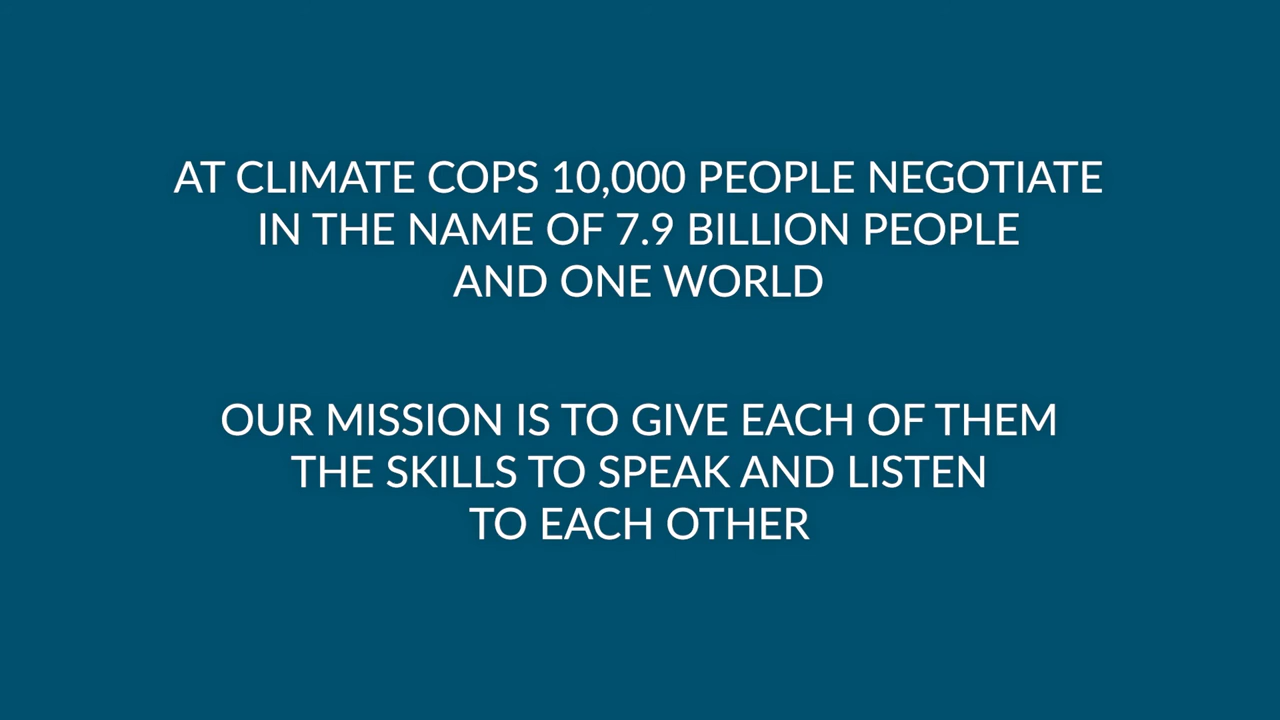 AT CLIMATE COPS 10,000 PEOPLE NEGOTIATE
IN THE NAME OF 7.9 BILLION PEOPLE
AND ONE WORLD
OUR MISSION IS TO GIVE EACH OF THEM
THE SKILLS TO SPEAK AND LISTEN
TO EACH OTHER